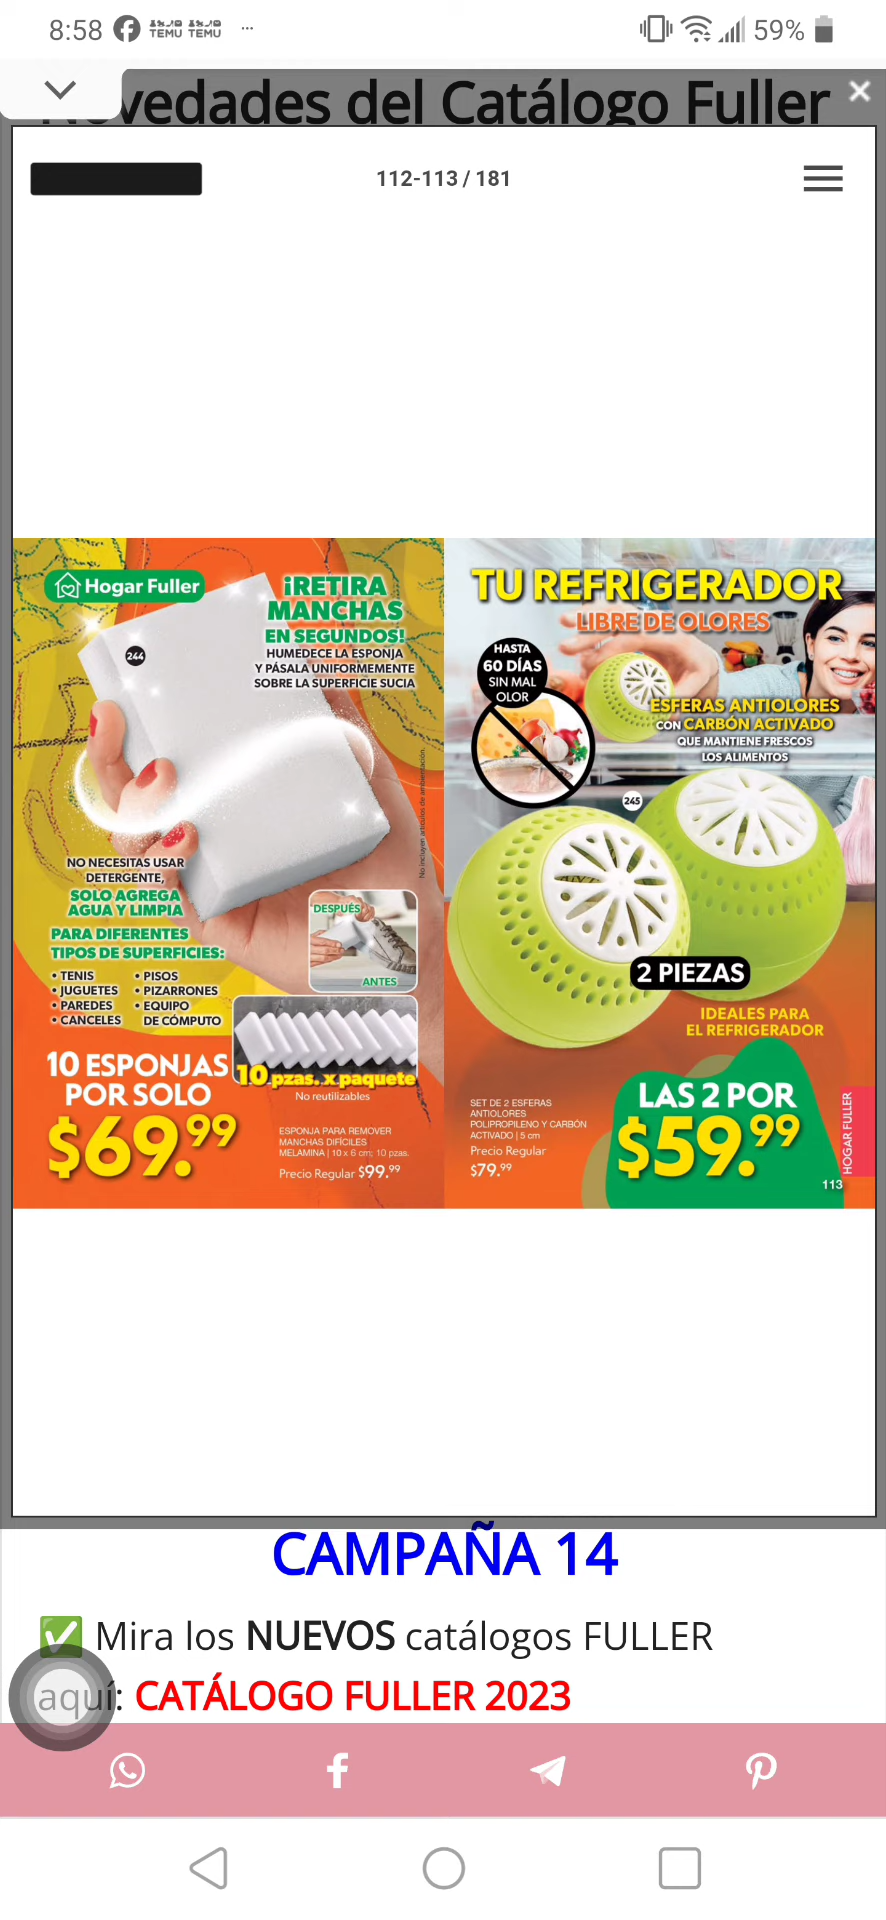 8:58
TEMU TEMU
59%
Novedades del Catálogo Fuller
112-113 / 181
Hogar Fuller
244
¡RETIRA
MANCHAS
EN SEGUNDOS!
HUMEDECE LA ESPONJA
Y PÁSALA UNIFORMEMENTE
SOBRE LA SUPERFICIE SUCIA
No incluyen artículos de ambientación.
NO NECESITAS USAR
DETERGENTE,
SOLO AGREGA
AGUA Y LIMPIA
PARA DIFERENTES
TIPOS DE SUPERFICIES:
• TENIS
• JUGUETES
• PAREDES
• CANCELES
• PISOS
• PIZARRONES
• EQUIPO
DE CÓMPUTO
DESPUÉS
ANTES
10 pzas. x paquete
No reutilizables
10 ESPONJAS
POR SOLO
$69.99
ESPONJA PARA REMOVER
MANCHAS DIFÍCILES
MELAMINA | 10 x 6 cm; 10 pzas.
Precio Regular $99.99
TU REFRIGERADOR
LIBRE DE OLORES
HASTA
60 DÍAS
SIN MAL
OLOR
ESFERAS ANTIOLORES
CON CARBÓN ACTIVADO
QUE MANTIENE FRESCOS
LOS ALIMENTOS
245
2 PIEZAS
IDEALES PARA
EL REFRIGERADOR
SET DE 2 ESFERAS
ANTIOLORES
POLIPROPILENO Y CARBÓN
ACTIVADO | 5 cm
Precio Regular
$79.99
LAS 2 POR
$59.99
HOGAR FULLER
113
CAMPAÑA 14
✅ Mira los NUEVOS catálogos FULLER
aquí: CATÁLOGO FULLER 2023